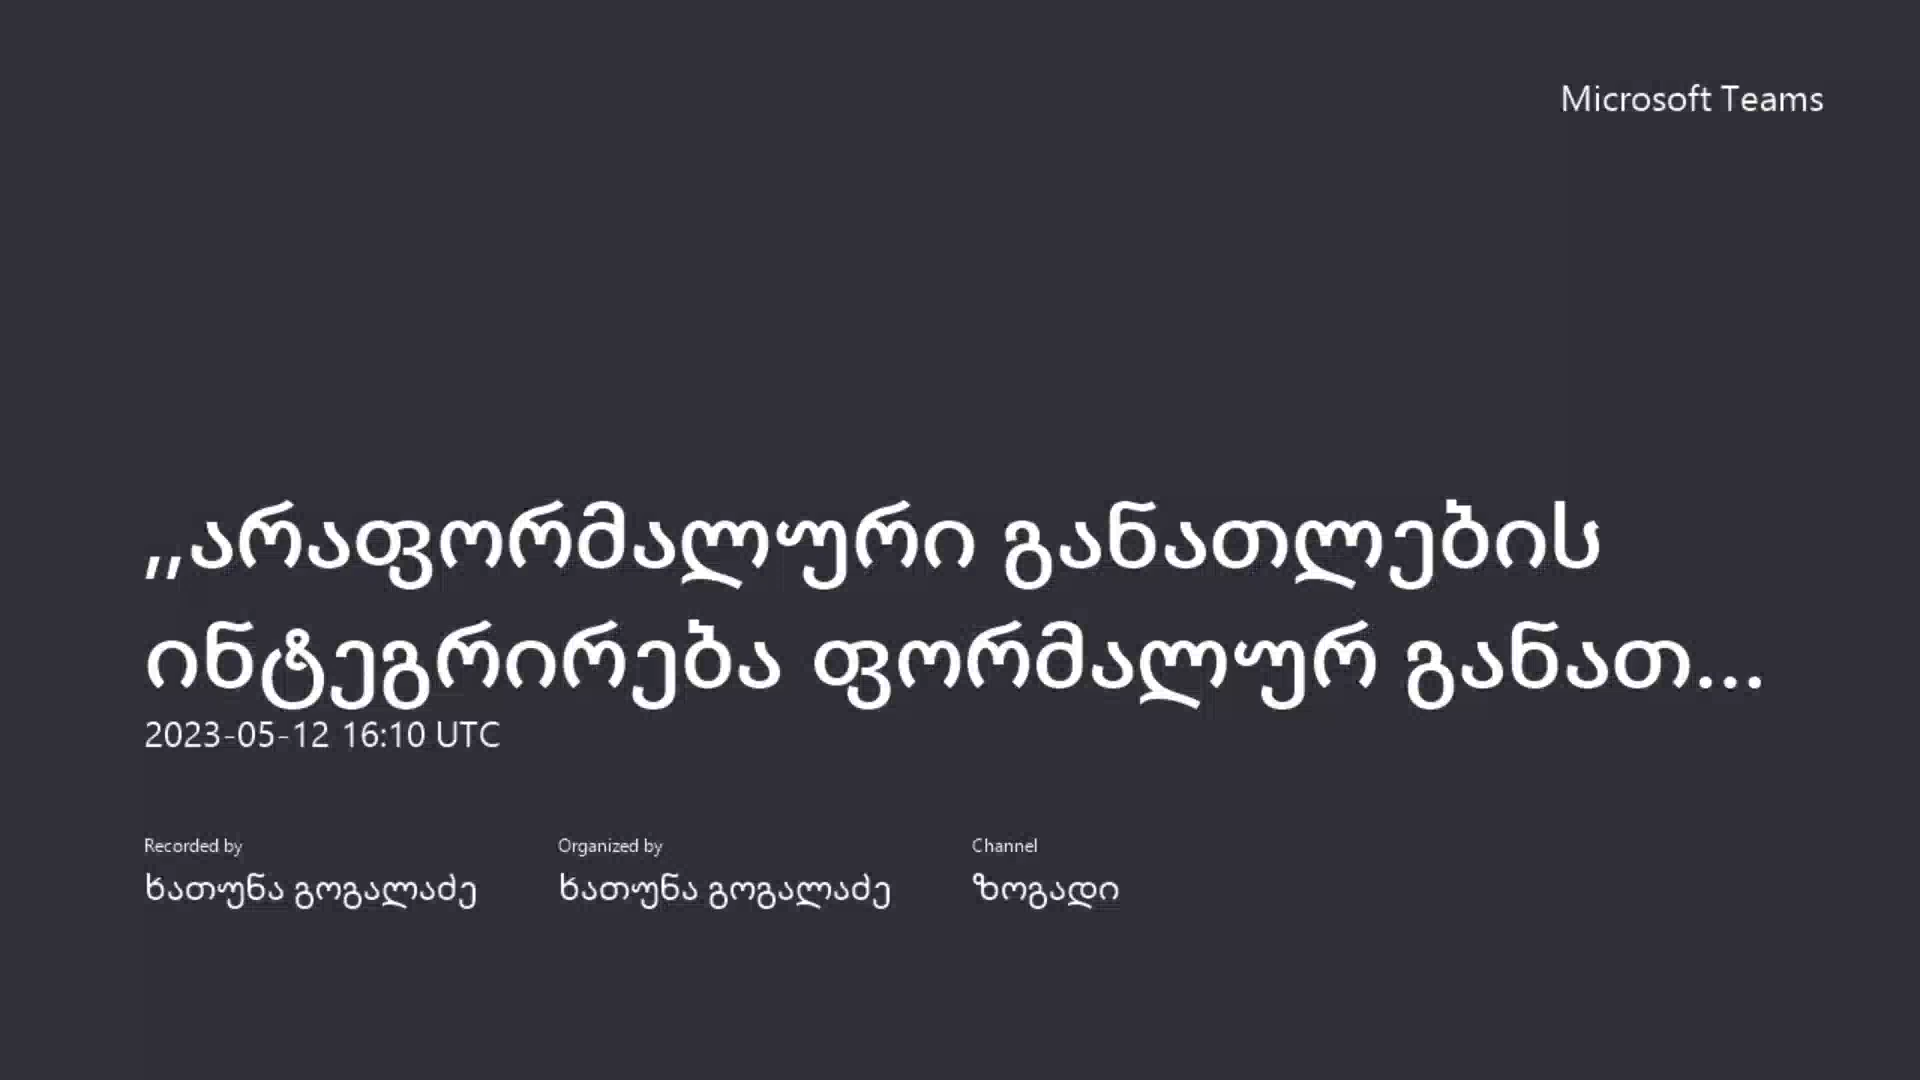 Microsoft Teams
,,არაფორმალური განათლების
ინტეგრირება ფორმალურ განათ...
2023-05-12 16:10 UTC
Recorded by
Organized by
Channel
ხათუნა გოგალაძე
ხათუნა გოგალაძე
ზოგადი